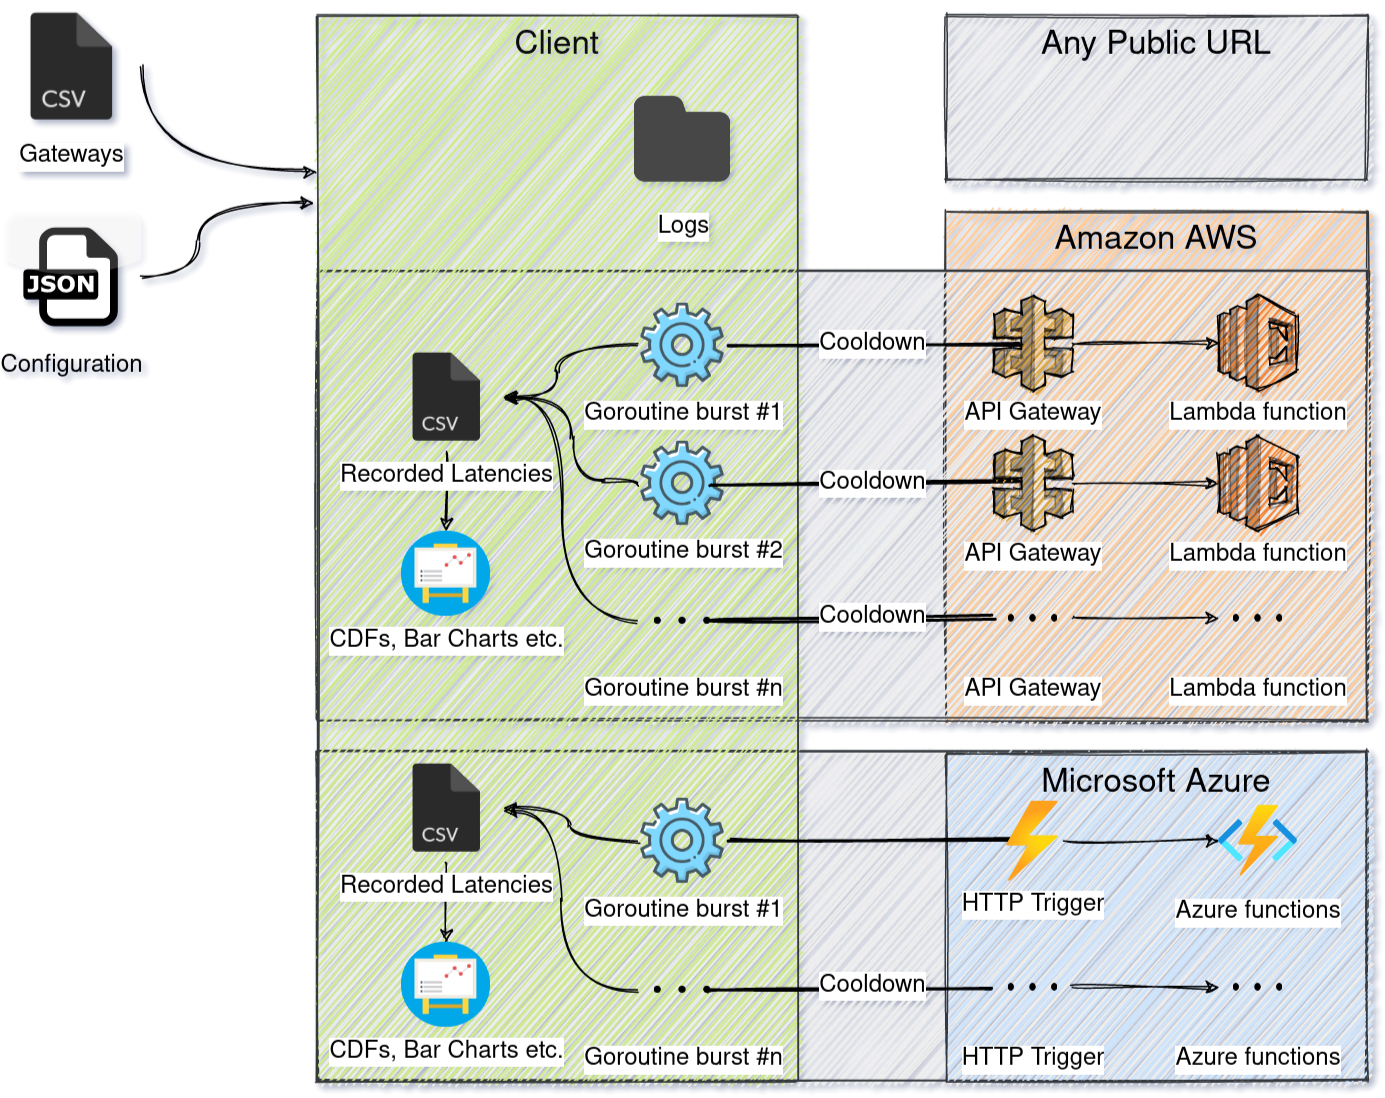 CSV
Gateways
JSON
Configuration
Client
Logs
Any Public URL
Amazon AWS
Cooldown
Goroutine burst #1
API Gateway
Lambda function
CSV
Recorded Latencies
Cooldown
Goroutine burst #2
API Gateway
Lambda function
CDFs, Bar Charts etc.
Cooldown
Goroutine burst #n
API Gateway
Lambda function
Microsoft Azure
CSV
Recorded Latencies
Goroutine burst #1
HTTP Trigger
Azure functions
Cooldown
CDFs, Bar Charts etc.
Goroutine burst #n
HTTP Trigger
Azure functions